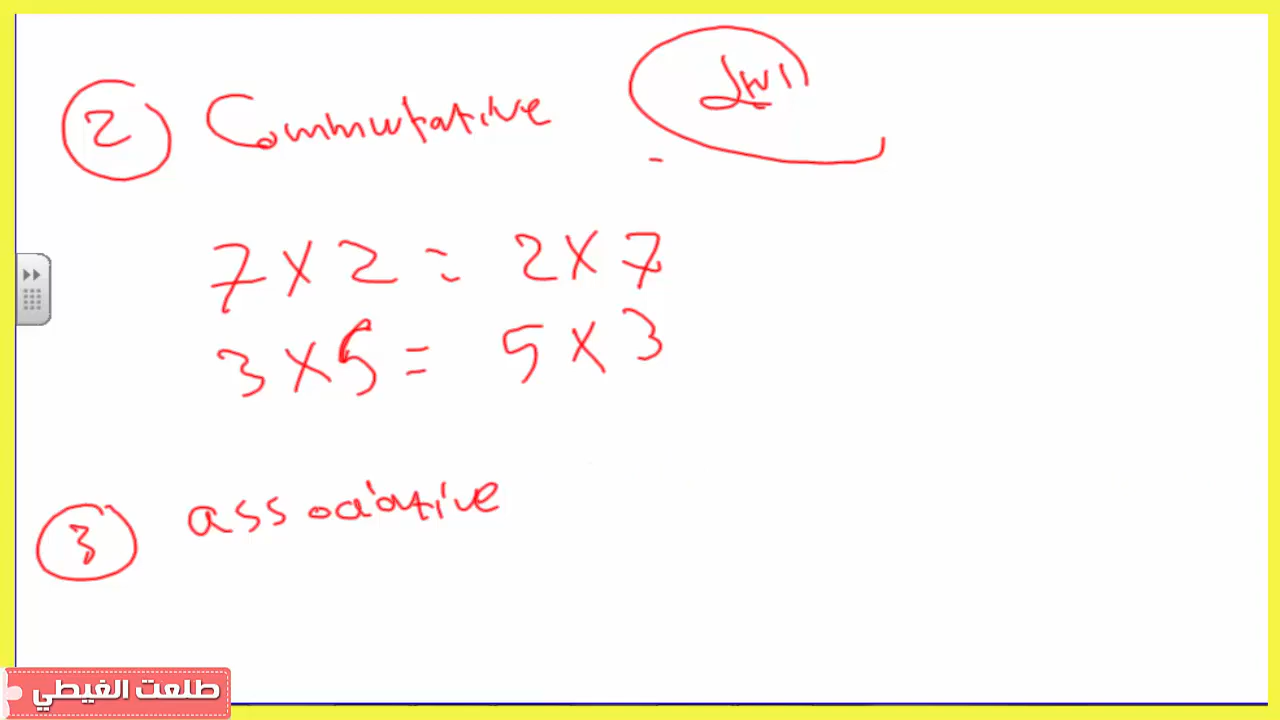 2 Commutative
7 x 2 = 2 x 7
3 x 5 = 5 x 3
3 associative
طلعت الغيطي